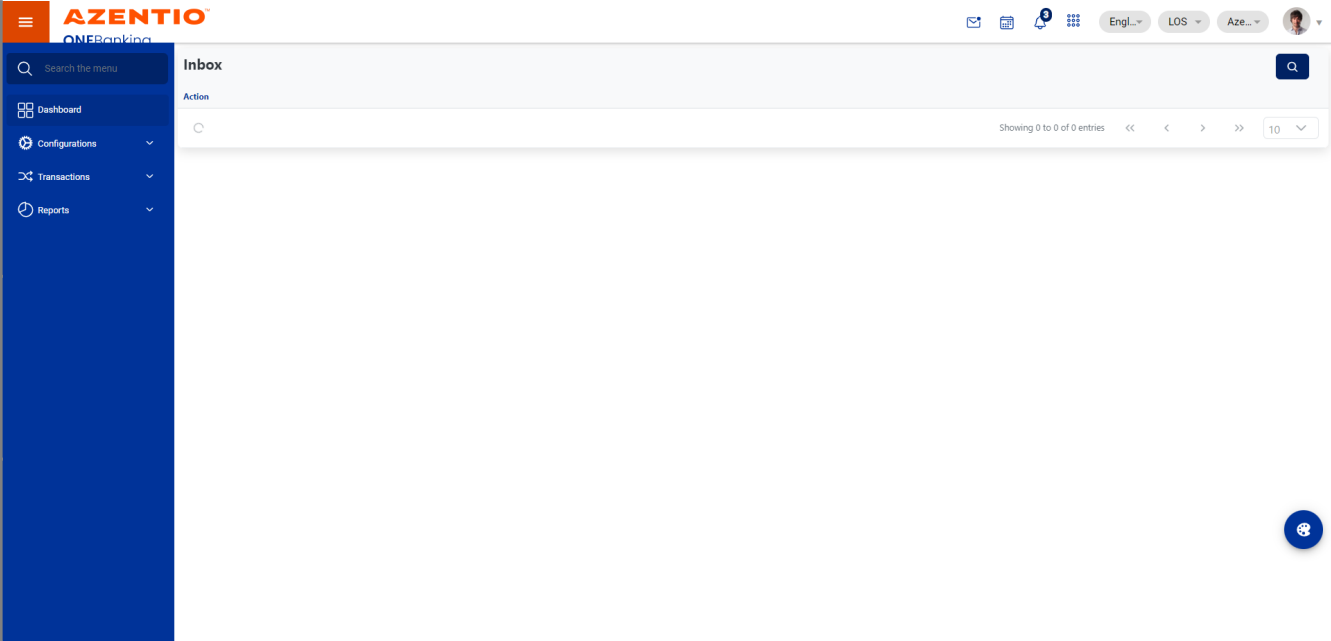 AZENTIO™
ONEBanking
3
Engl...
LOS
Aze...
Search the menu
Dashboard
Configurations
Transactions
Reports
Inbox
Action
Showing 0 to 0 of 0 entries
10